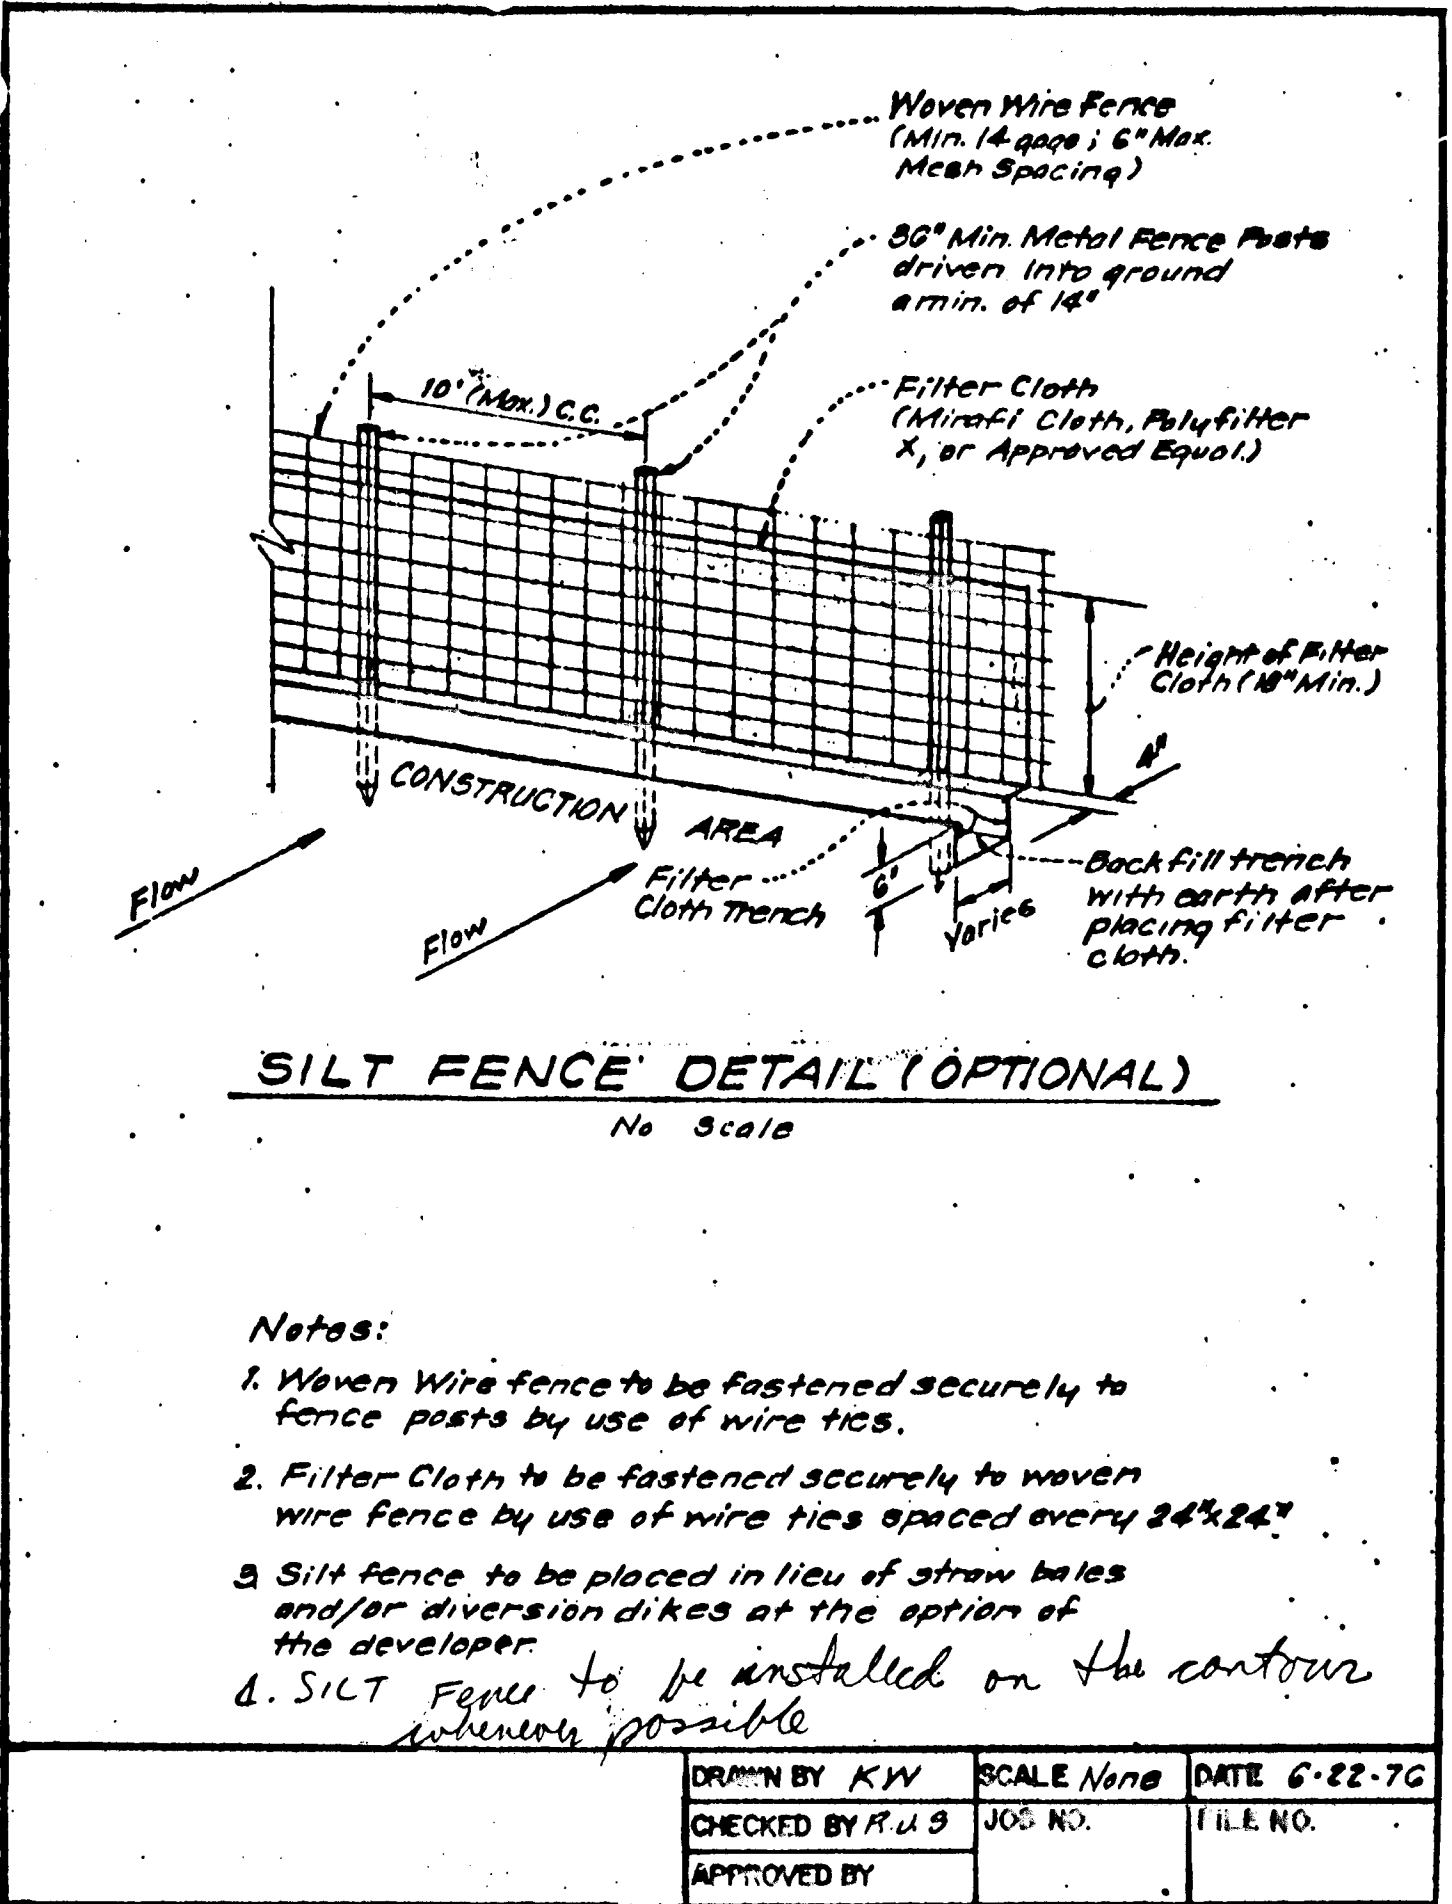 Woven Wire Fence
(Min. 14 gage; 6" Max.
Mesh Spacing)
36" Min. Metal Fence Posts
driven into ground
a min. of 14"
10' (Max.) C.C.
Filter Cloth
(Mirafi Cloth, Polyfilter
X, or Approved Equal.)
Height of Filter
Cloth (18" Min.)
4"
CONSTRUCTION AREA
Flow
Flow
Filter
Cloth Trench
6"
Varies
Backfill trench
with earth after
placing filter
cloth.
SILT FENCE DETAIL (OPTIONAL)
No Scale
Notes:
1. Woven Wire fence to be fastened securely to
fence posts by use of wire ties.
2. Filter Cloth to be fastened securely to woven
wire fence by use of wire ties spaced every 24"x24"
3 Silt fence to be placed in lieu of straw bales
and/or diversion dikes at the option of
the developer.
4. SILT Fence to be installed on the contour
whenever possible
DRAWN BY KW SCALE None DATE 6-22-76
CHECKED BY R.U.S JOB NO. FILE NO.
APPROVED BY